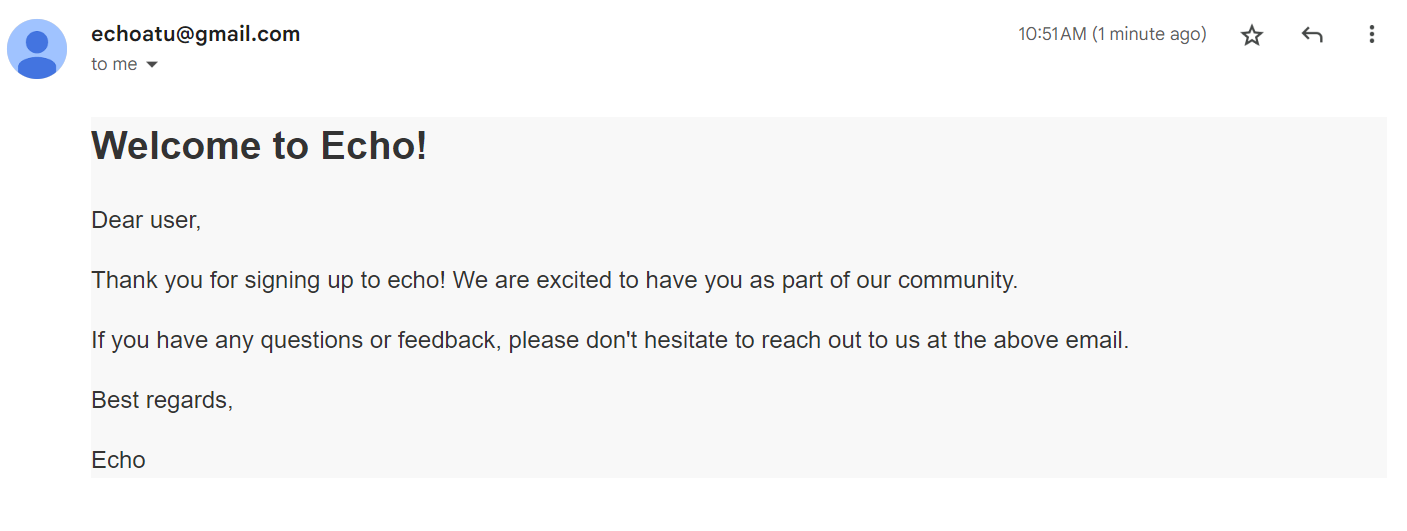 echoatu@gmail.com
10:51 AM (1 minute ago)
to me
Welcome to Echo!
Dear user,
Thank you for signing up to echo! We are excited to have you as part of our community.
If you have any questions or feedback, please don't hesitate to reach out to us at the above email.
Best regards,
Echo